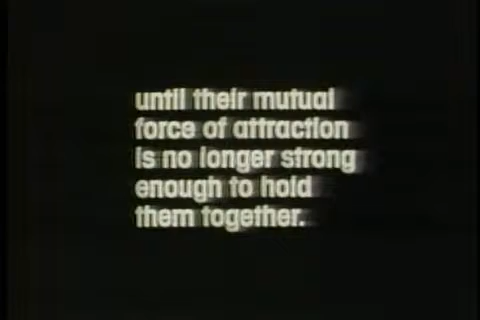 until their mutual
force of attraction
is no longer strong
enough to hold
them together.